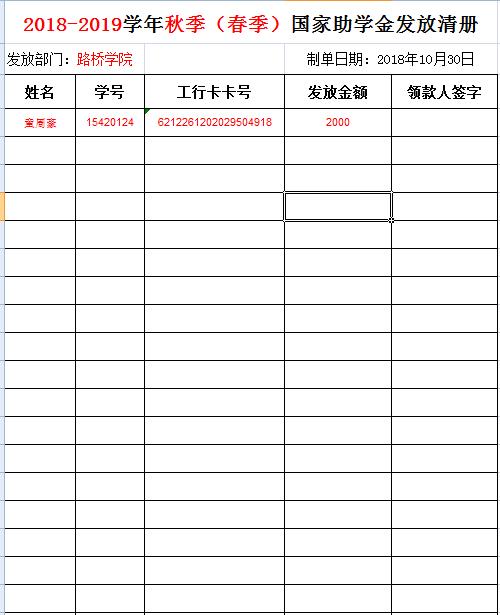 2018-2019学年秋季（春季）国家助学金发放清册
发放部门：路桥学院 制单日期：2018年10月30日
姓名 学号 工行卡卡号 发放金额 领款人签字
童周 15420124 6212261202029504918 2000